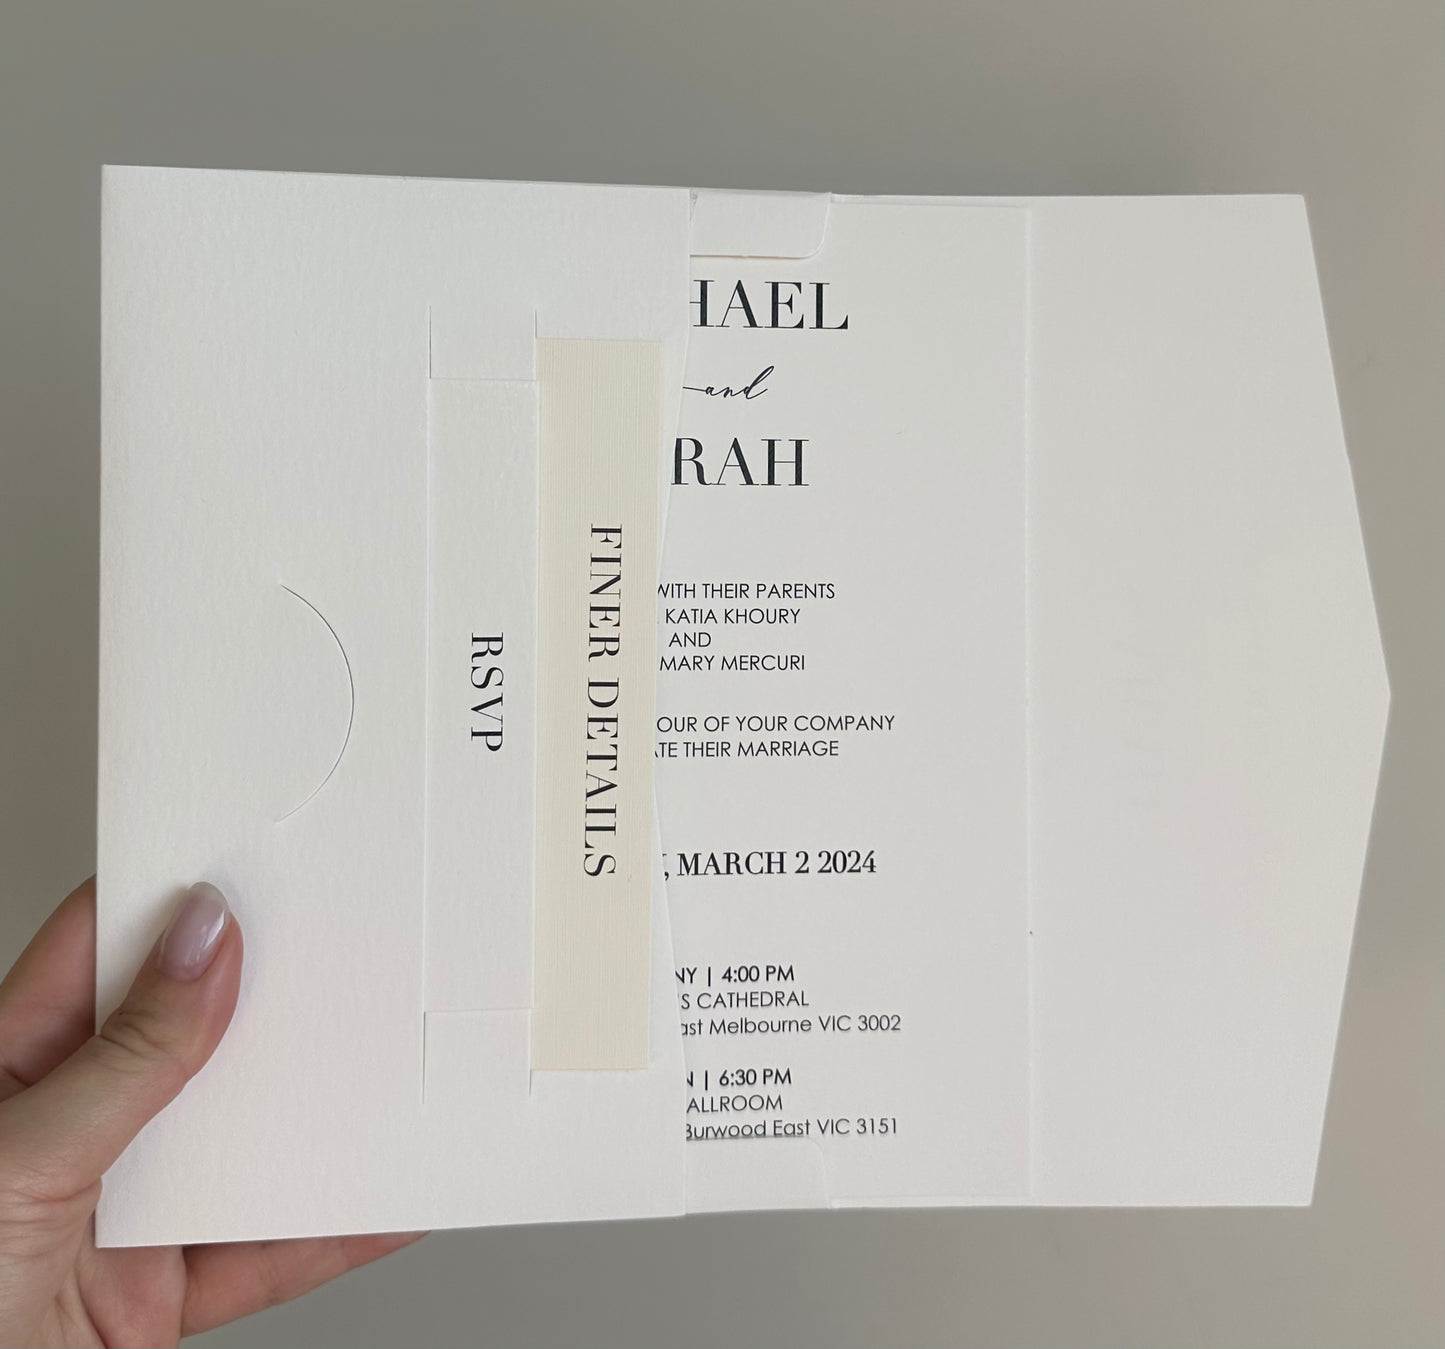 RSVP
FINER DETAILS
HAEL
and
RAH
WITH THEIR PARENTS
KATIA KHOURY
AND
MARY MERCURI
OUR OF YOUR COMPANY
ATE THEIR MARRIAGE
, MARCH 2 2024
NY | 4:00 PM
S CATHEDRAL
ast Melbourne VIC 3002
N | 6:30 PM
ALLROOM
Burwood East VIC 3151